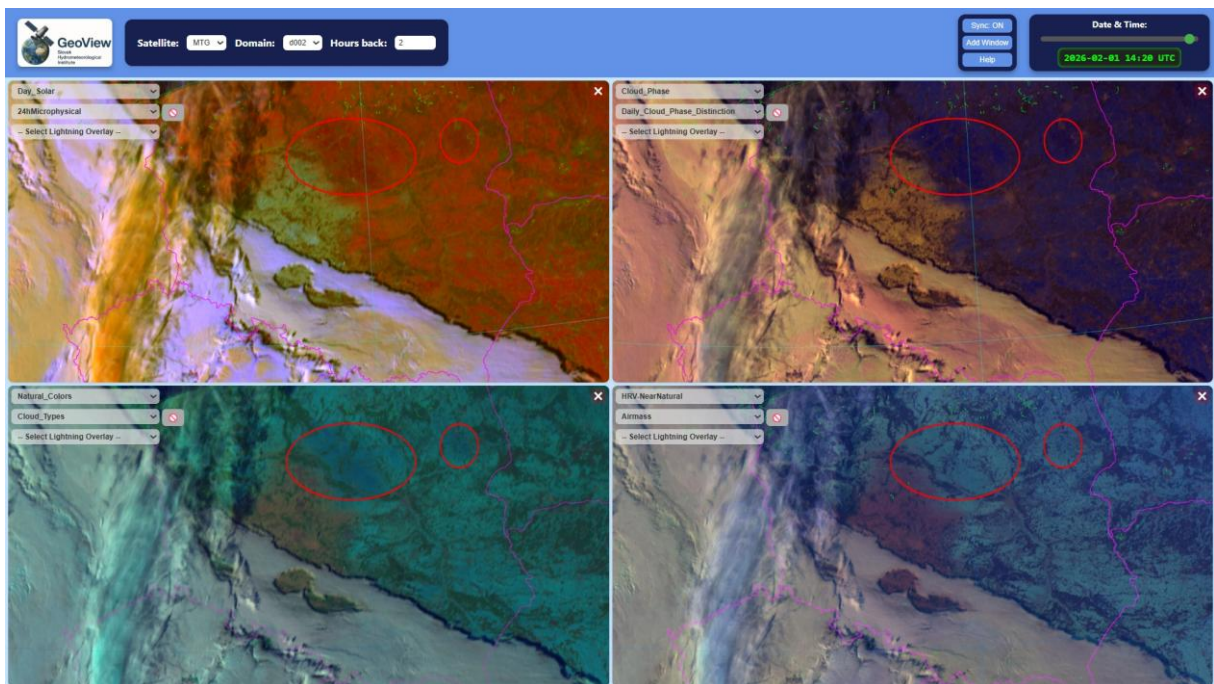 GeoView
Slovak
Hydrometeorological
Institute
Satellite: MTG Domain: d002 Hours back: 2
Sync: ON
Add Window
Help
Date & Time:
2026-02-01 14:20 UTC
Day_Solar
24hMicrophysical
-- Select Lightning Overlay --
Cloud_Phase
Daily_Cloud_Phase_Distinction
-- Select Lightning Overlay --
Natural_Colors
Cloud_Types
-- Select Lightning Overlay --
HRV-NearNatural
Airmass
-- Select Lightning Overlay --